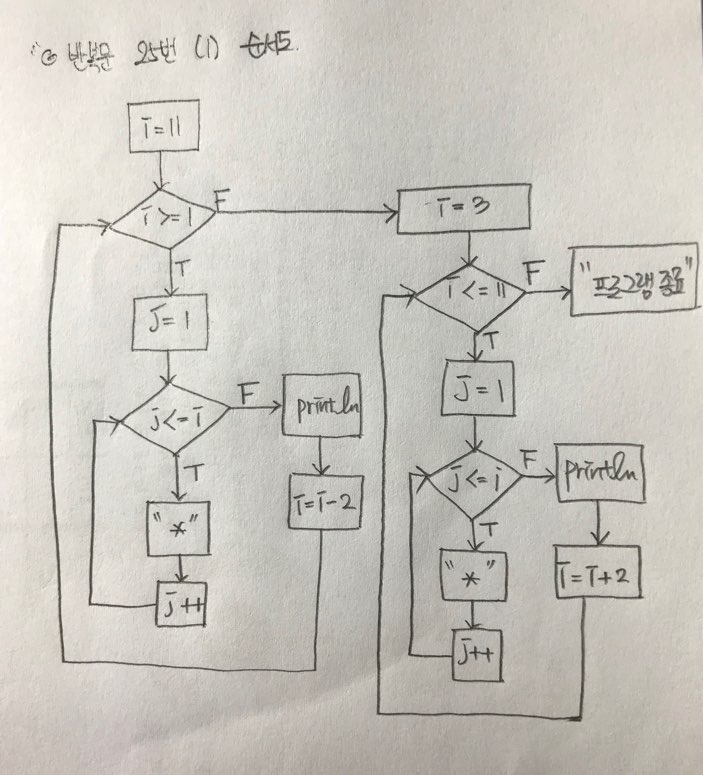 반복문 25번 (1) 순서도.
i=11
i>=1
F
T
j=1
j<=i
F
T
println
i=i-2
"*"
j++
i=3
i<=11
F
T
"프로그램 종료"
j=1
j<=i
F
T
println
i=i+2
"*"
j++